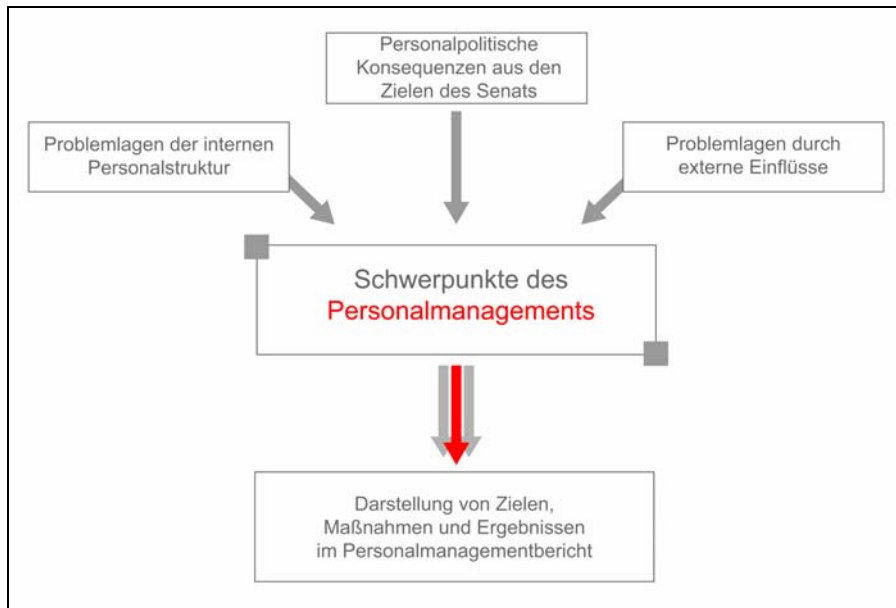 Personalpolitische
Konsequenzen aus den
Zielen des Senats
Problemlagen der internen
Personalstruktur
Problemlagen durch
externe Einflüsse
Schwerpunkte des
Personalmanagements
Darstellung von Zielen,
Maßnahmen und Ergebnissen
im Personalmanagementbericht